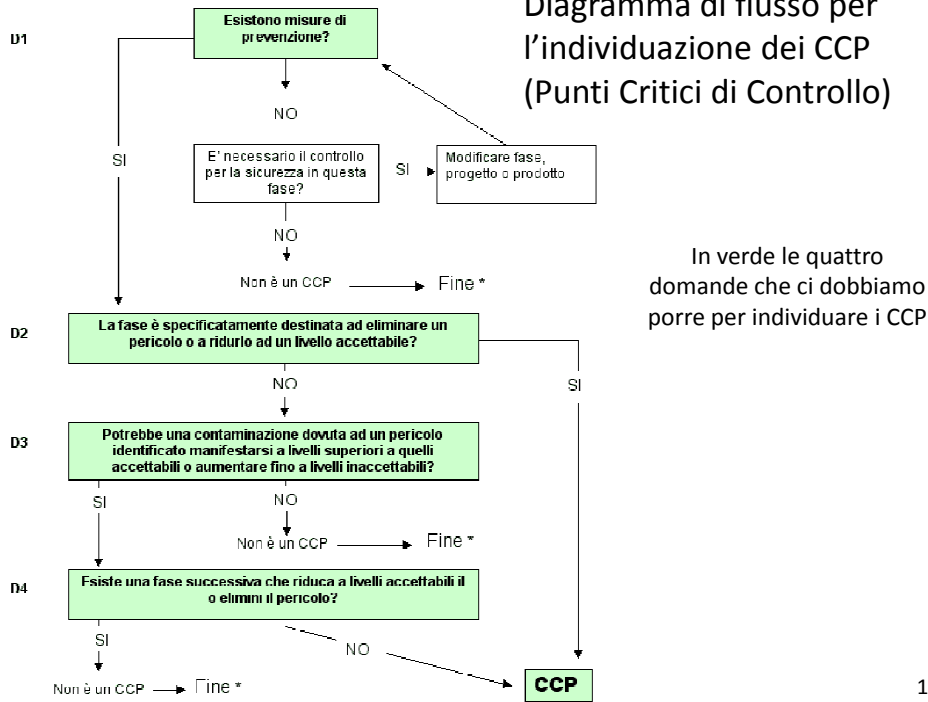 Diagramma di flusso per
l’individuazione dei CCP
(Punti Critici di Controllo)
D1
Esistono misure di
prevenzione?
NO
SI
E' necessario il controllo
per la sicurezza in questa
fase?
SI
Modificare fase,
progetto o prodotto
NO
Non è un CCP
Fine *
In verde le quattro
domande che ci dobbiamo
porre per individuare i CCP
D2
La fase è specificatamente destinata ad eliminare un
pericolo o a ridurlo ad un livello accettabile?
NO
SI
D3
Potrebbe una contaminazione dovuta ad un pericolo
identificato manifestarsi a livelli superiori a quelli
accettabili o aumentare fino a livelli inaccettabili?
SI
NO
Non è un CCP
Fine *
D4
Esiste una fase successiva che riduca a livelli accettabili il
o elimini il pericolo?
SI
NO
Non è un CCP
Fine *
CCP
1